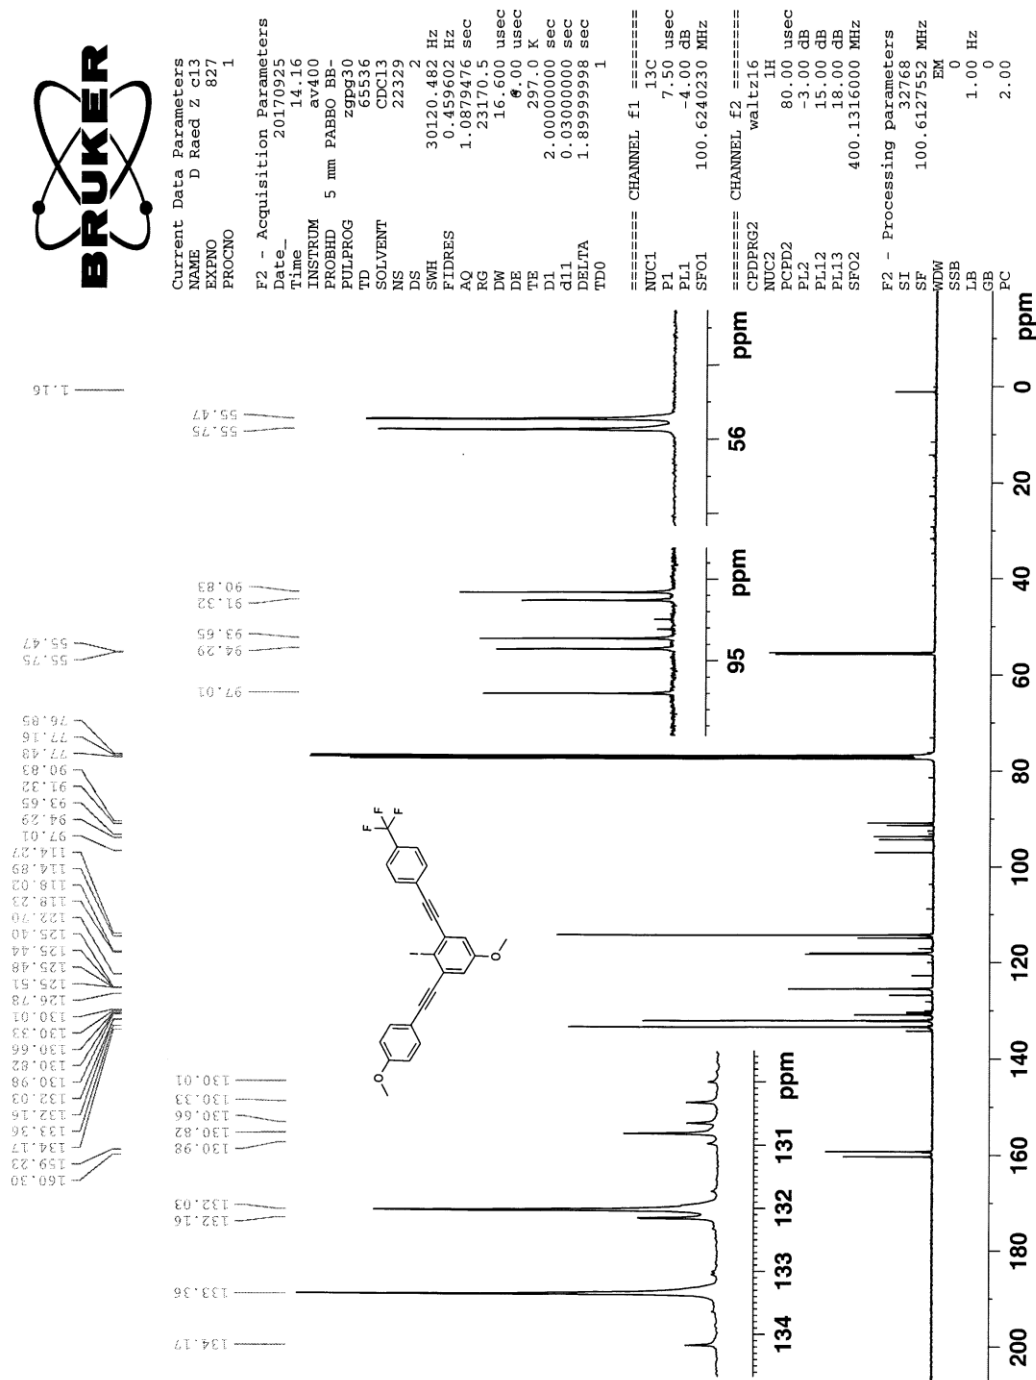 BRUKER
Current Data Parameters
NAME D Raed Z c13
EXPNO 827
PROCNO 1
F2 - Acquisition Parameters
Date_ 20170925
Time 14.16
INSTRUM av400
PROBHD 5 mm PABBO BB-
PULPROG zgpg30
TD 65536
SOLVENT CDCl3
NS 22329
DS 2
SWH 30120.482 Hz
FIDRES 0.459602 Hz
AQ 1.0879476 sec
RG 23170.5
DW 16.600 usec
DE 6.00 usec
TE 297.0 K
D1 2.00000000 sec
d11 0.03000000 sec
DELTA 1.89999998 sec
TD0 1
======== CHANNEL f1 ========
NUC1 13C
P1 7.50 usec
PL1 -4.00 dB
SFO1 100.6240230 MHz
======== CHANNEL f2 ========
CPDPRG2 waltz16
NUC2 1H
PCPD2 80.00 usec
PL2 -3.00 dB
PL12 15.00 dB
PL13 18.00 dB
SFO2 400.1316000 MHz
F2 - Processing parameters
SI 32768
SF 100.6127552 MHz
WDW EM
SSB 0
LB 1.00 Hz
GB 0
PC 2.00
160.30
159.23
134.17
133.36
132.16
132.03
130.98
130.82
130.66
130.33
130.01
126.78
125.51
125.48
125.44
125.40
122.70
118.23
118.02
114.89
114.27
97.01
94.29
93.65
91.32
90.83
77.48
77.16
76.85
55.75
55.47
1.16
134.17
133.36
132.16
132.03
130.98
130.82
130.66
130.33
130.01
97.01
94.29
93.65
91.32
90.83
55.75
55.47
134 133 132 131 ppm
95 ppm
56 ppm
O
I
O
F
F
F
200 180 160 140 120 100 80 60 40 20 0 ppm